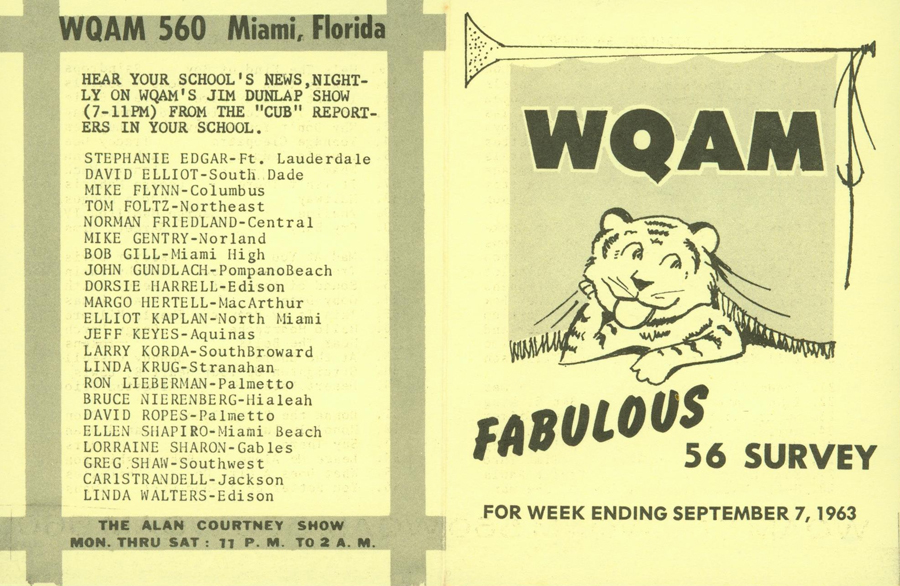 WQAM 560 Miami, Florida
HEAR YOUR SCHOOL'S NEWS,NIGHT-
LY ON WQAM'S JIM DUNLAP SHOW
(7-11PM) FROM THE "CUB" REPORT-
ERS IN YOUR SCHOOL.
STEPHANIE EDGAR-Ft. Lauderdale
DAVID ELLIOT-South Dade
MIKE FLYNN-Columbus
TOM FOLTZ-Northeast
NORMAN FRIEDLAND-Central
MIKE GENTRY-Norland
BOB GILL-Miami High
JOHN GUNDLACH-PompanoBeach
DORSIE HARRELL-Edison
MARGO HERTELL-MacArthur
ELLIOT KAPLAN-North Miami
JEFF KEYES-Aquinas
LARRY KORDA-SouthBroward
LINDA KRUG-Stranahan
RON LIEBERMAN-Palmetto
BRUCE NIERENBERG-Hialeah
DAVID ROPES-Palmetto
ELLEN SHAPIRO-Miami Beach
LORRAINE SHARON-Gables
GREG SHAW-Southwest
CARlSTRANDELL-Jackson
LINDA WALTERS-Edison
THE ALAN COURTNEY SHOW
MON. THRU SAT : 11 P. M. TO 2 A. M.
WQAM
FABULOUS
56 SURVEY
FOR WEEK ENDING SEPTEMBER 7, 1963